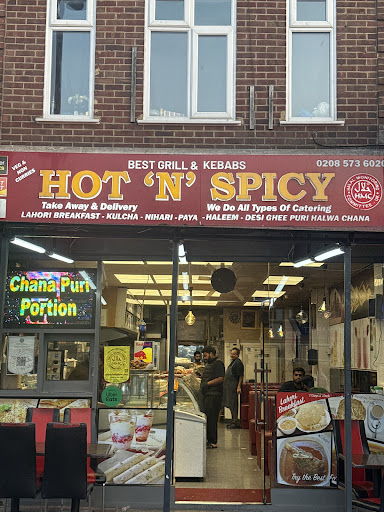 VEG &
NON
CURRIES
BEST GRILL & KEBABS
0208 573 602
HOT 'N' SPICY
HMC
Take Away & Delivery
We Do All Types Of Catering
LAHORI BREAKFAST - KULCHA - NIHARI - PAYA - HALEEM - DESI GHEE PURI HALWA CHANA
Chana Puri
Portion
Lahori
Breakfast
Try the Best